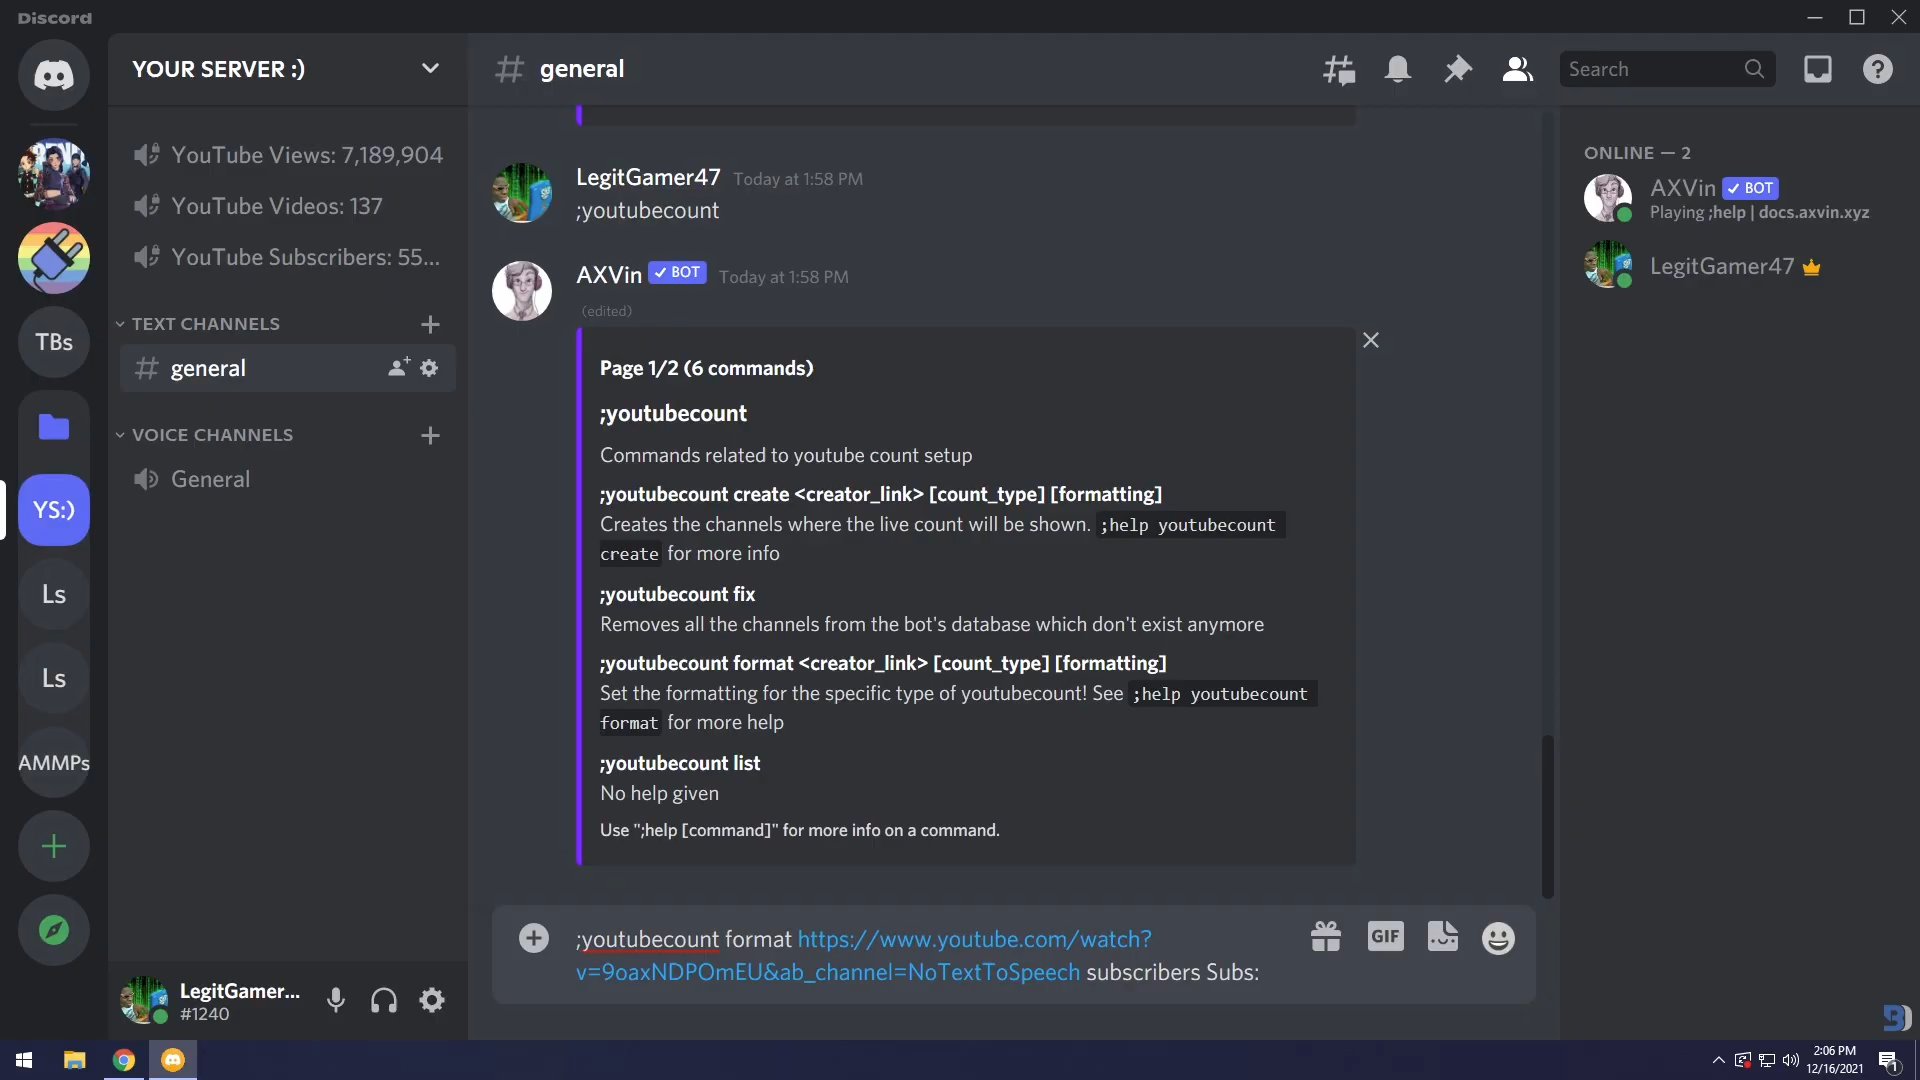 Discord
YOUR SERVER :)
general
Search
YouTube Views: 7,189,904
YouTube Videos: 137
YouTube Subscribers: 55...
TEXT CHANNELS
general
VOICE CHANNELS
General
TBs
YS:)
Ls
Ls
AMMPs
LegitGamer...
#1240
LegitGamer47 Today at 1:58 PM
;youtubecount
AXVin ✓ BOT Today at 1:58 PM
(edited)
Page 1/2 (6 commands)
;youtubecount
Commands related to youtube count setup
;youtubecount create <creator_link> [count_type] [formatting]
Creates the channels where the live count will be shown. ;help youtubecount
create for more info
;youtubecount fix
Removes all the channels from the bot's database which don't exist anymore
;youtubecount format <creator_link> [count_type] [formatting]
Set the formatting for the specific type of youtubecount! See ;help youtubecount
format for more help
;youtubecount list
No help given
Use ";help [command]" for more info on a command.
;youtubecount format https://www.youtube.com/watch?
v=9oaxNDPOmEU&ab_channel=NoTextToSpeech subscribers Subs:
GIF
ONLINE — 2
AXVin ✓ BOT
Playing ;help | docs.axvin.xyz
LegitGamer47
2:06 PM
12/16/2021
1